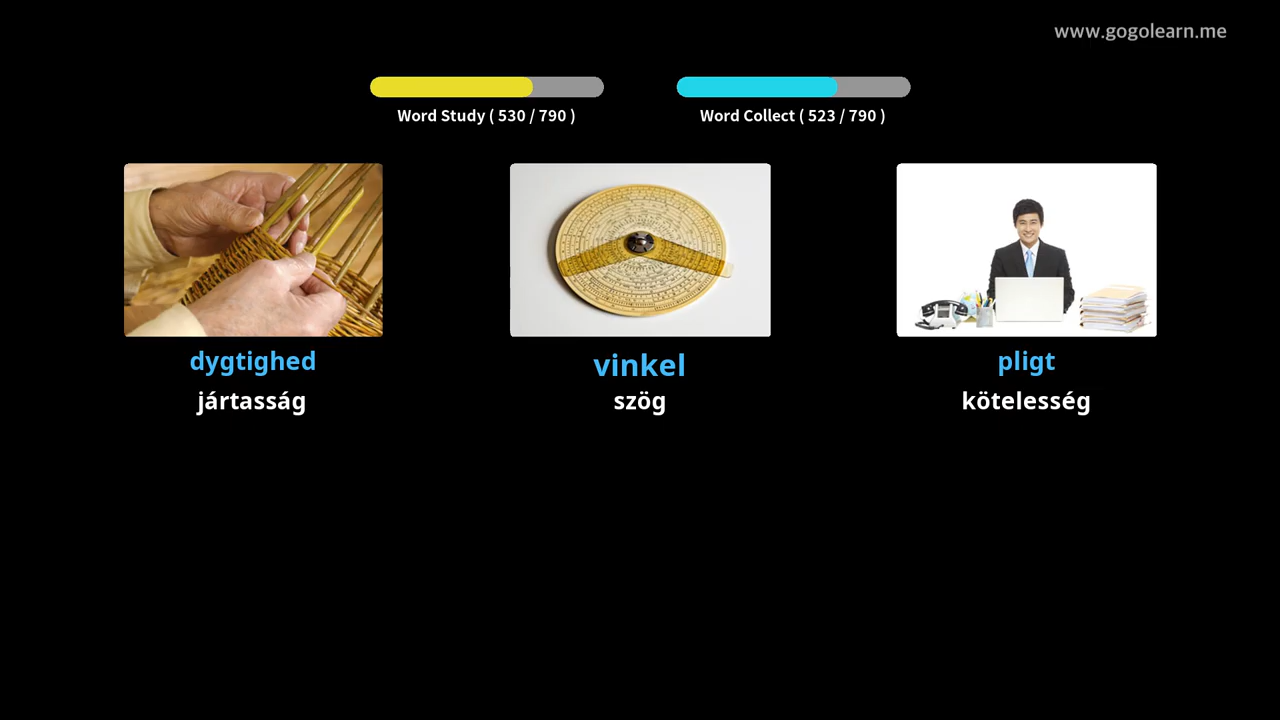 www.gogolearn.me
Word Study ( 530 / 790 )
Word Collect ( 523 / 790 )
dygtighed
vinkel
pligt
jártasság
szög
kötelesség